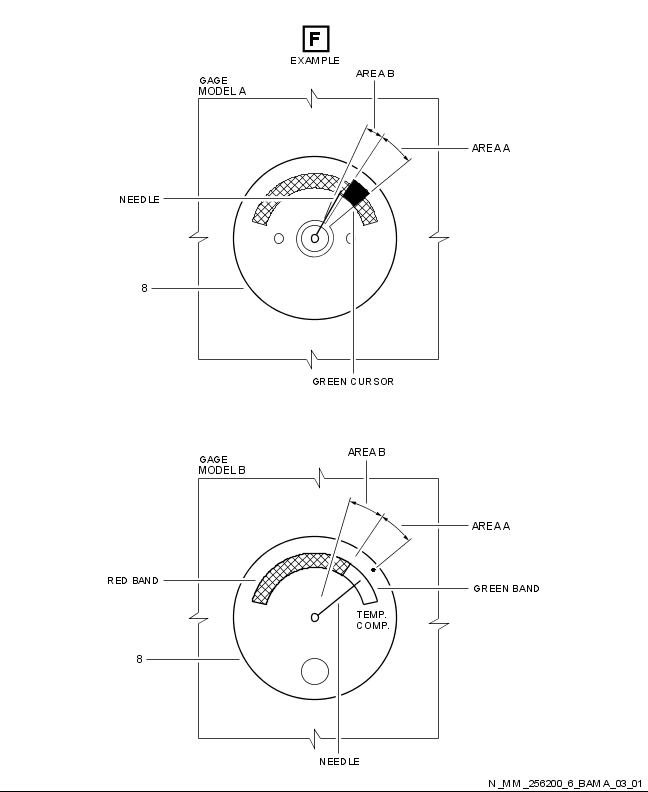 F
EXAMPLE
AREA B
GAGE
MODEL A
AREA A
NEEDLE
8
GREEN CURSOR
AREA B
GAGE
MODEL B
AREA A
RED BAND
GREEN BAND
TEMP.
COMP.
8
NEEDLE
N_MM_256200_6_BAMA_03_01